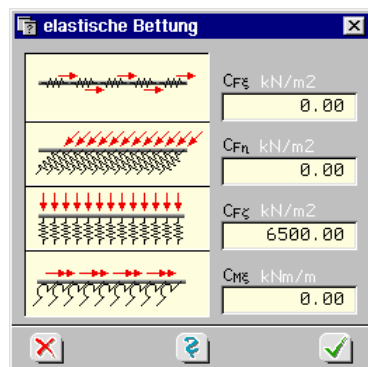 elastische Bettung
CFξ kN/m2
0.00
CFη kN/m2
0.00
CFζ kN/m2
6500.00
CMξ kNm/m
0.00